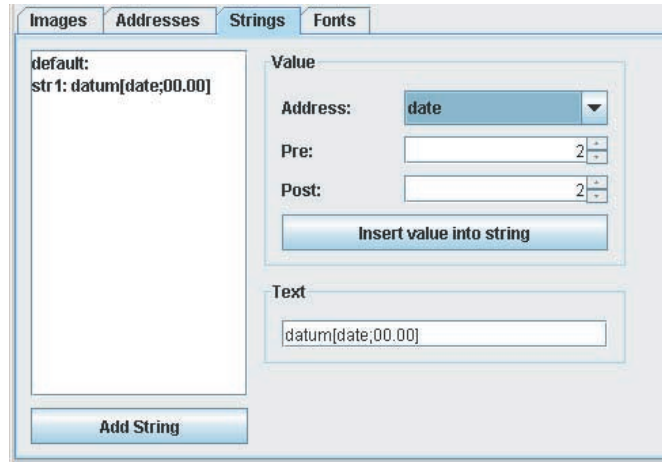 Images Addresses Strings Fonts
default:
str1: datum[date;00.00]
Value
Address: date
Pre: 2
Post: 2
Insert value into string
Text
datum[date;00.00]
Add String